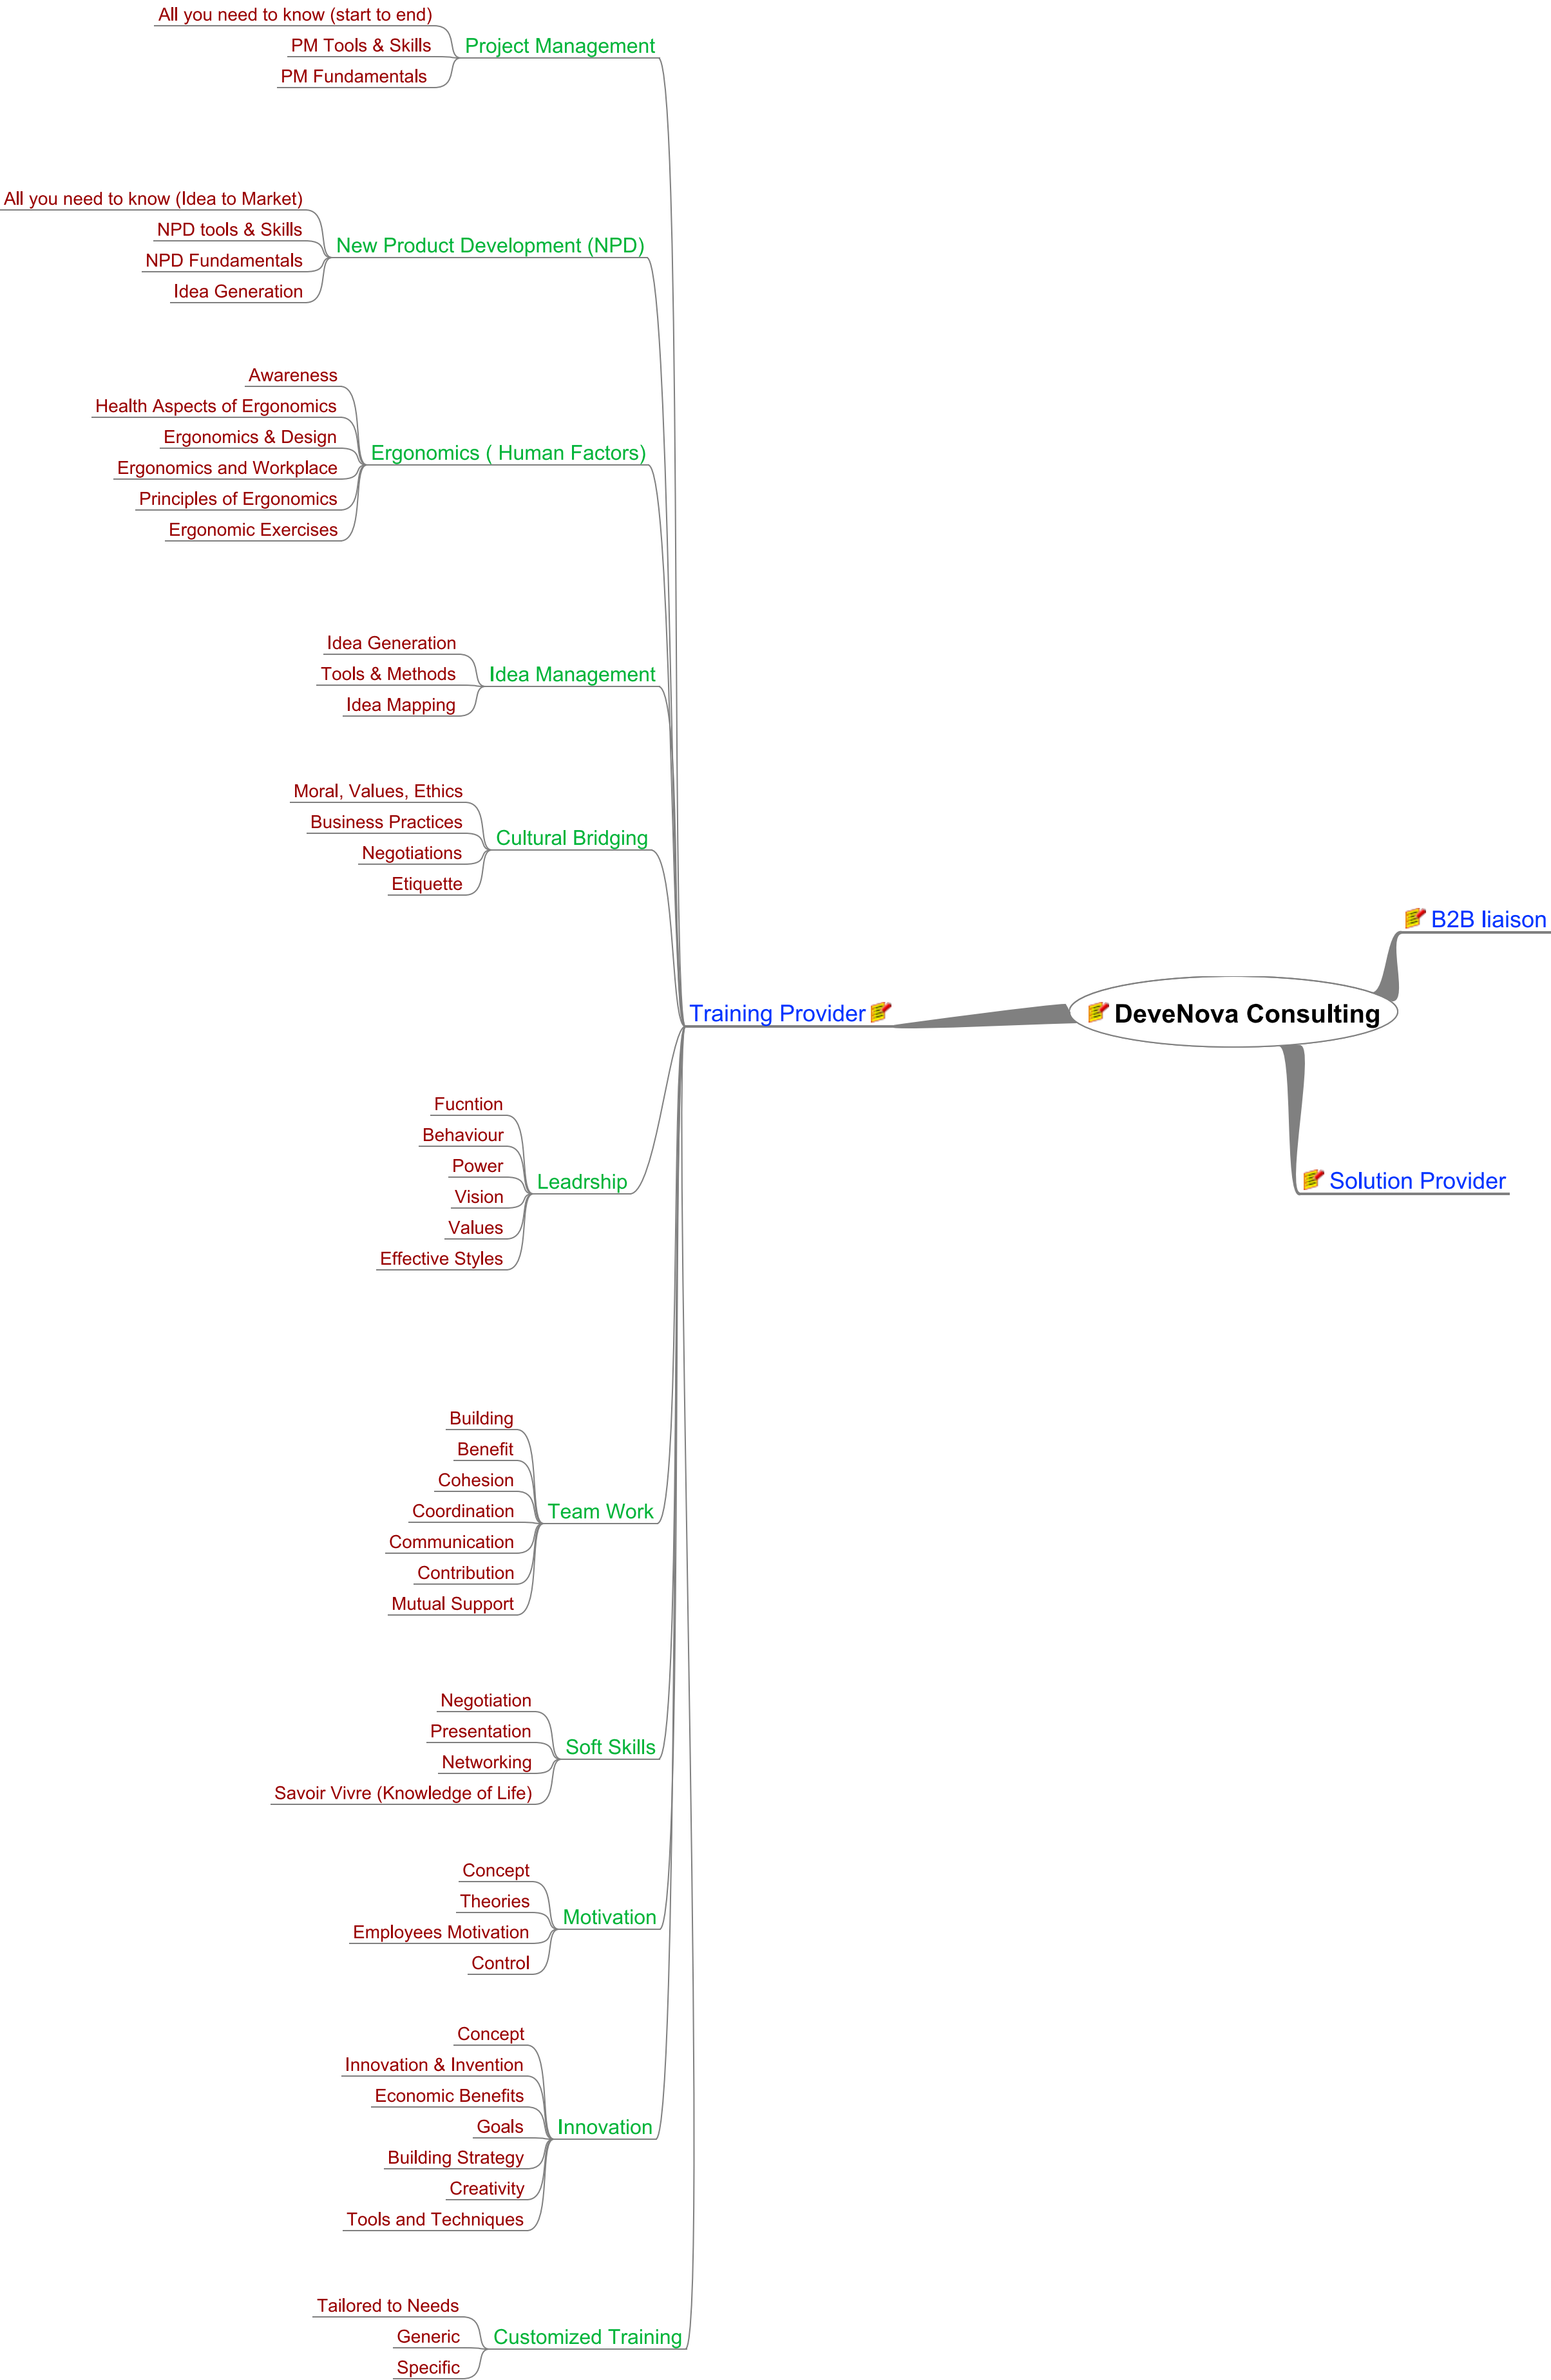 All you need to know (start to end)
PM Tools & Skills
PM Fundamentals
Project Management
All you need to know (Idea to Market)
NPD tools & Skills
NPD Fundamentals
Idea Generation
New Product Development (NPD)
Awareness
Health Aspects of Ergonomics
Ergonomics & Design
Ergonomics and Workplace
Principles of Ergonomics
Ergonomic Exercises
Ergonomics ( Human Factors)
Idea Generation
Tools & Methods
Idea Mapping
Idea Management
Moral, Values, Ethics
Business Practices
Negotiations
Etiquette
Cultural Bridging
Fucntion
Behaviour
Power
Vision
Values
Effective Styles
Leadrship
Building
Benefit
Cohesion
Coordination
Communication
Contribution
Mutual Support
Team Work
Negotiation
Presentation
Networking
Savoir Vivre (Knowledge of Life)
Soft Skills
Concept
Theories
Employees Motivation
Control
Motivation
Concept
Innovation & Invention
Economic Benefits
Goals
Building Strategy
Creativity
Tools and Techniques
Innovation
Tailored to Needs
Generic
Specific
Customized Training
Training Provider
DeveNova Consulting
B2B liaison
Solution Provider